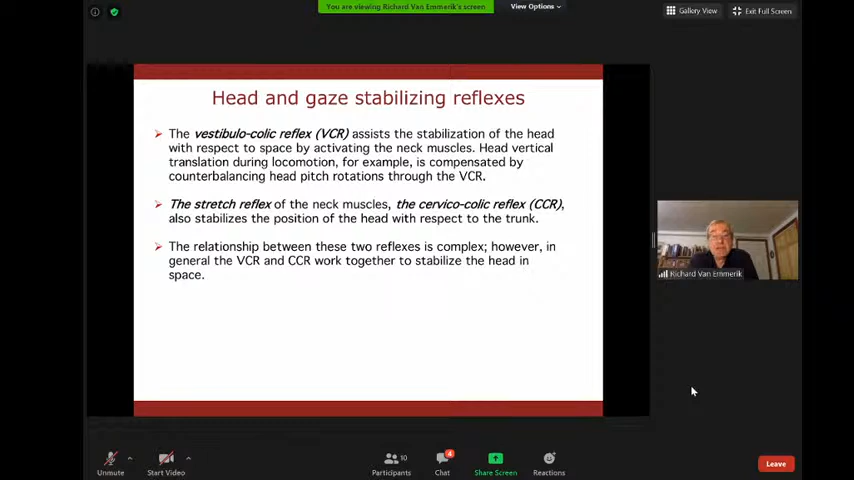 You are viewing Richard Van Emmerik's screen
View Options
Gallery View
Exit Full Screen
Head and gaze stabilizing reflexes
The vestibulo-colic reflex (VCR) assists the stabilization of the head
with respect to space by activating the neck muscles. Head vertical
translation during locomotion, for example, is compensated by
counterbalancing head pitch rotations through the VCR.
The stretch reflex of the neck muscles, the cervico-colic reflex (CCR),
also stabilizes the position of the head with respect to the trunk.
The relationship between these two reflexes is complex; however, in
general the VCR and CCR work together to stabilize the head in
space.
Richard Van Emmerik
Unmute
Start Video
Participants
10
Chat
4
Share Screen
Reactions
Leave